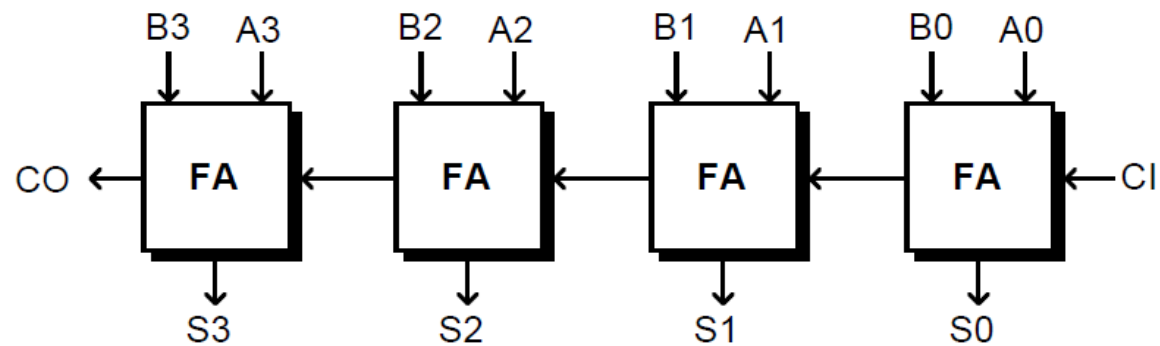 B3 A3 B2 A2 B1 A1 B0 A0
CO FA FA FA FA CI
S3 S2 S1 S0